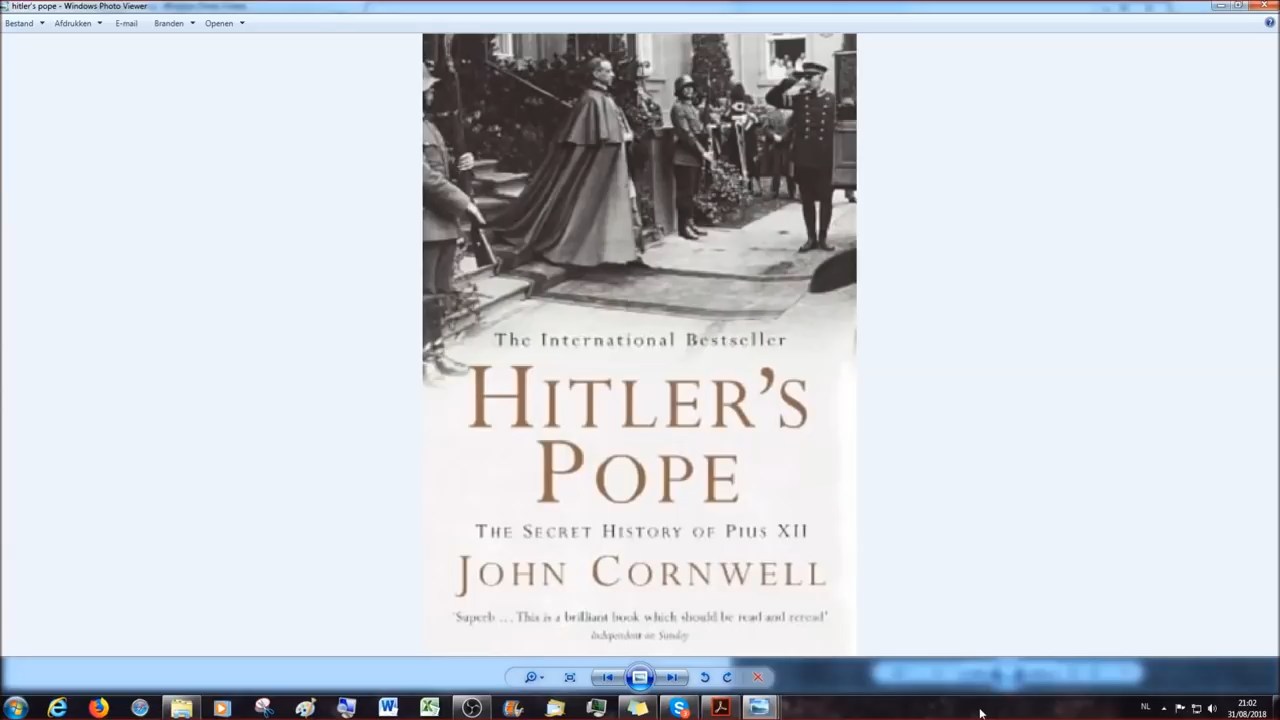 hitler's pope - Windows Photo Viewer
Bestand Afdrukken E-mail Branden Openen
The International Bestseller
HITLER'S
POPE
THE SECRET HISTORY OF PIUS XII
JOHN CORNWELL
'Superb ... This is a brilliant book which should be read and reread'
Independent on Sunday
NL 21:02
31/08/2018